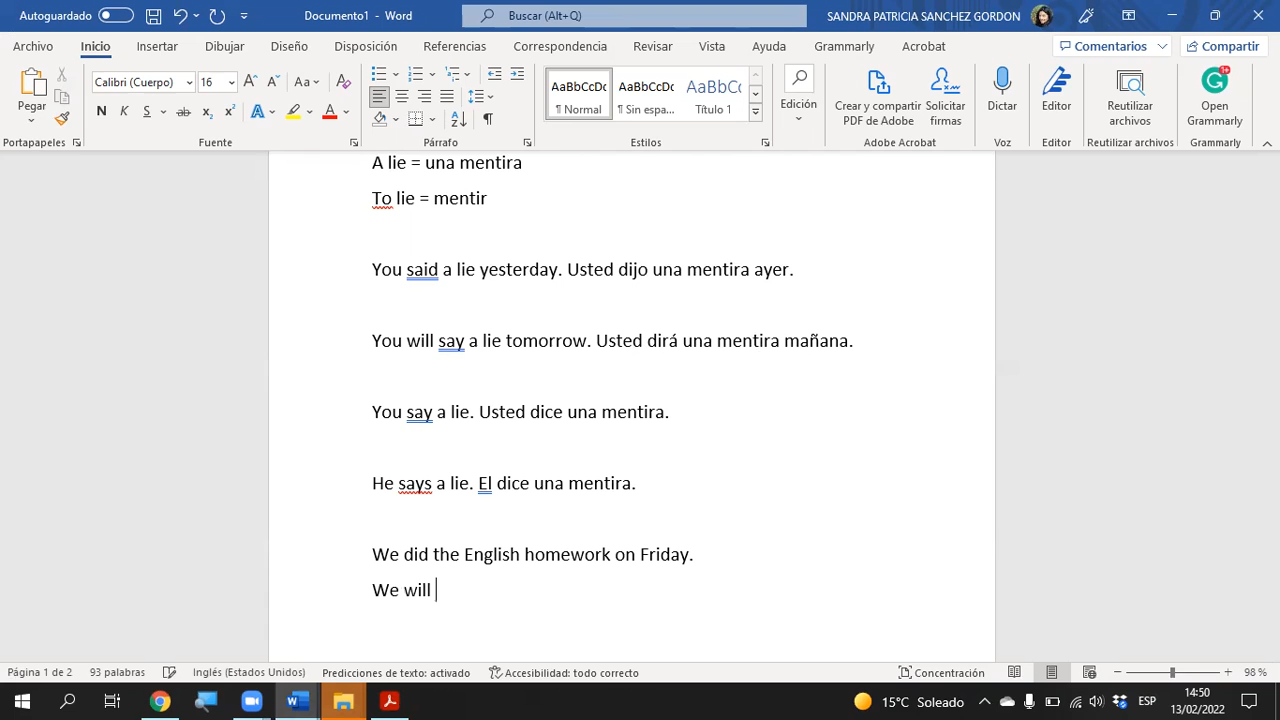 Autoguardado
Documento1 - Word
Buscar (Alt+Q)
SANDRA PATRICIA SANCHEZ GORDON
Archivo Inicio Insertar Dibujar Diseño Disposición Referencias Correspondencia Revisar Vista Ayuda Grammarly Acrobat Comentarios Compartir
Pegar
Calibri (Cuerpo) 16
AaBbCcDc AaBbCcDc AaBbCc
¶ Normal ¶ Sin espa... Título 1
Edición
Crear y compartir PDF de Adobe
Solicitar firmas
Dictar
Editor
Reutilizar archivos
Open Grammarly
Portapapeles Fuente Párrafo Estilos Adobe Acrobat Voz Editor Reutilizar archivos Grammarly
A lie = una mentira
To lie = mentir
You said a lie yesterday. Usted dijo una mentira ayer.
You will say a lie tomorrow. Usted dirá una mentira mañana.
You say a lie. Usted dice una mentira.
He says a lie. El dice una mentira.
We did the English homework on Friday.
We will
Página 1 de 2 93 palabras Inglés (Estados Unidos) Predicciones de texto: activado Accesibilidad: todo correcto Concentración 98 %
15°C Soleado ESP 14:50
13/02/2022